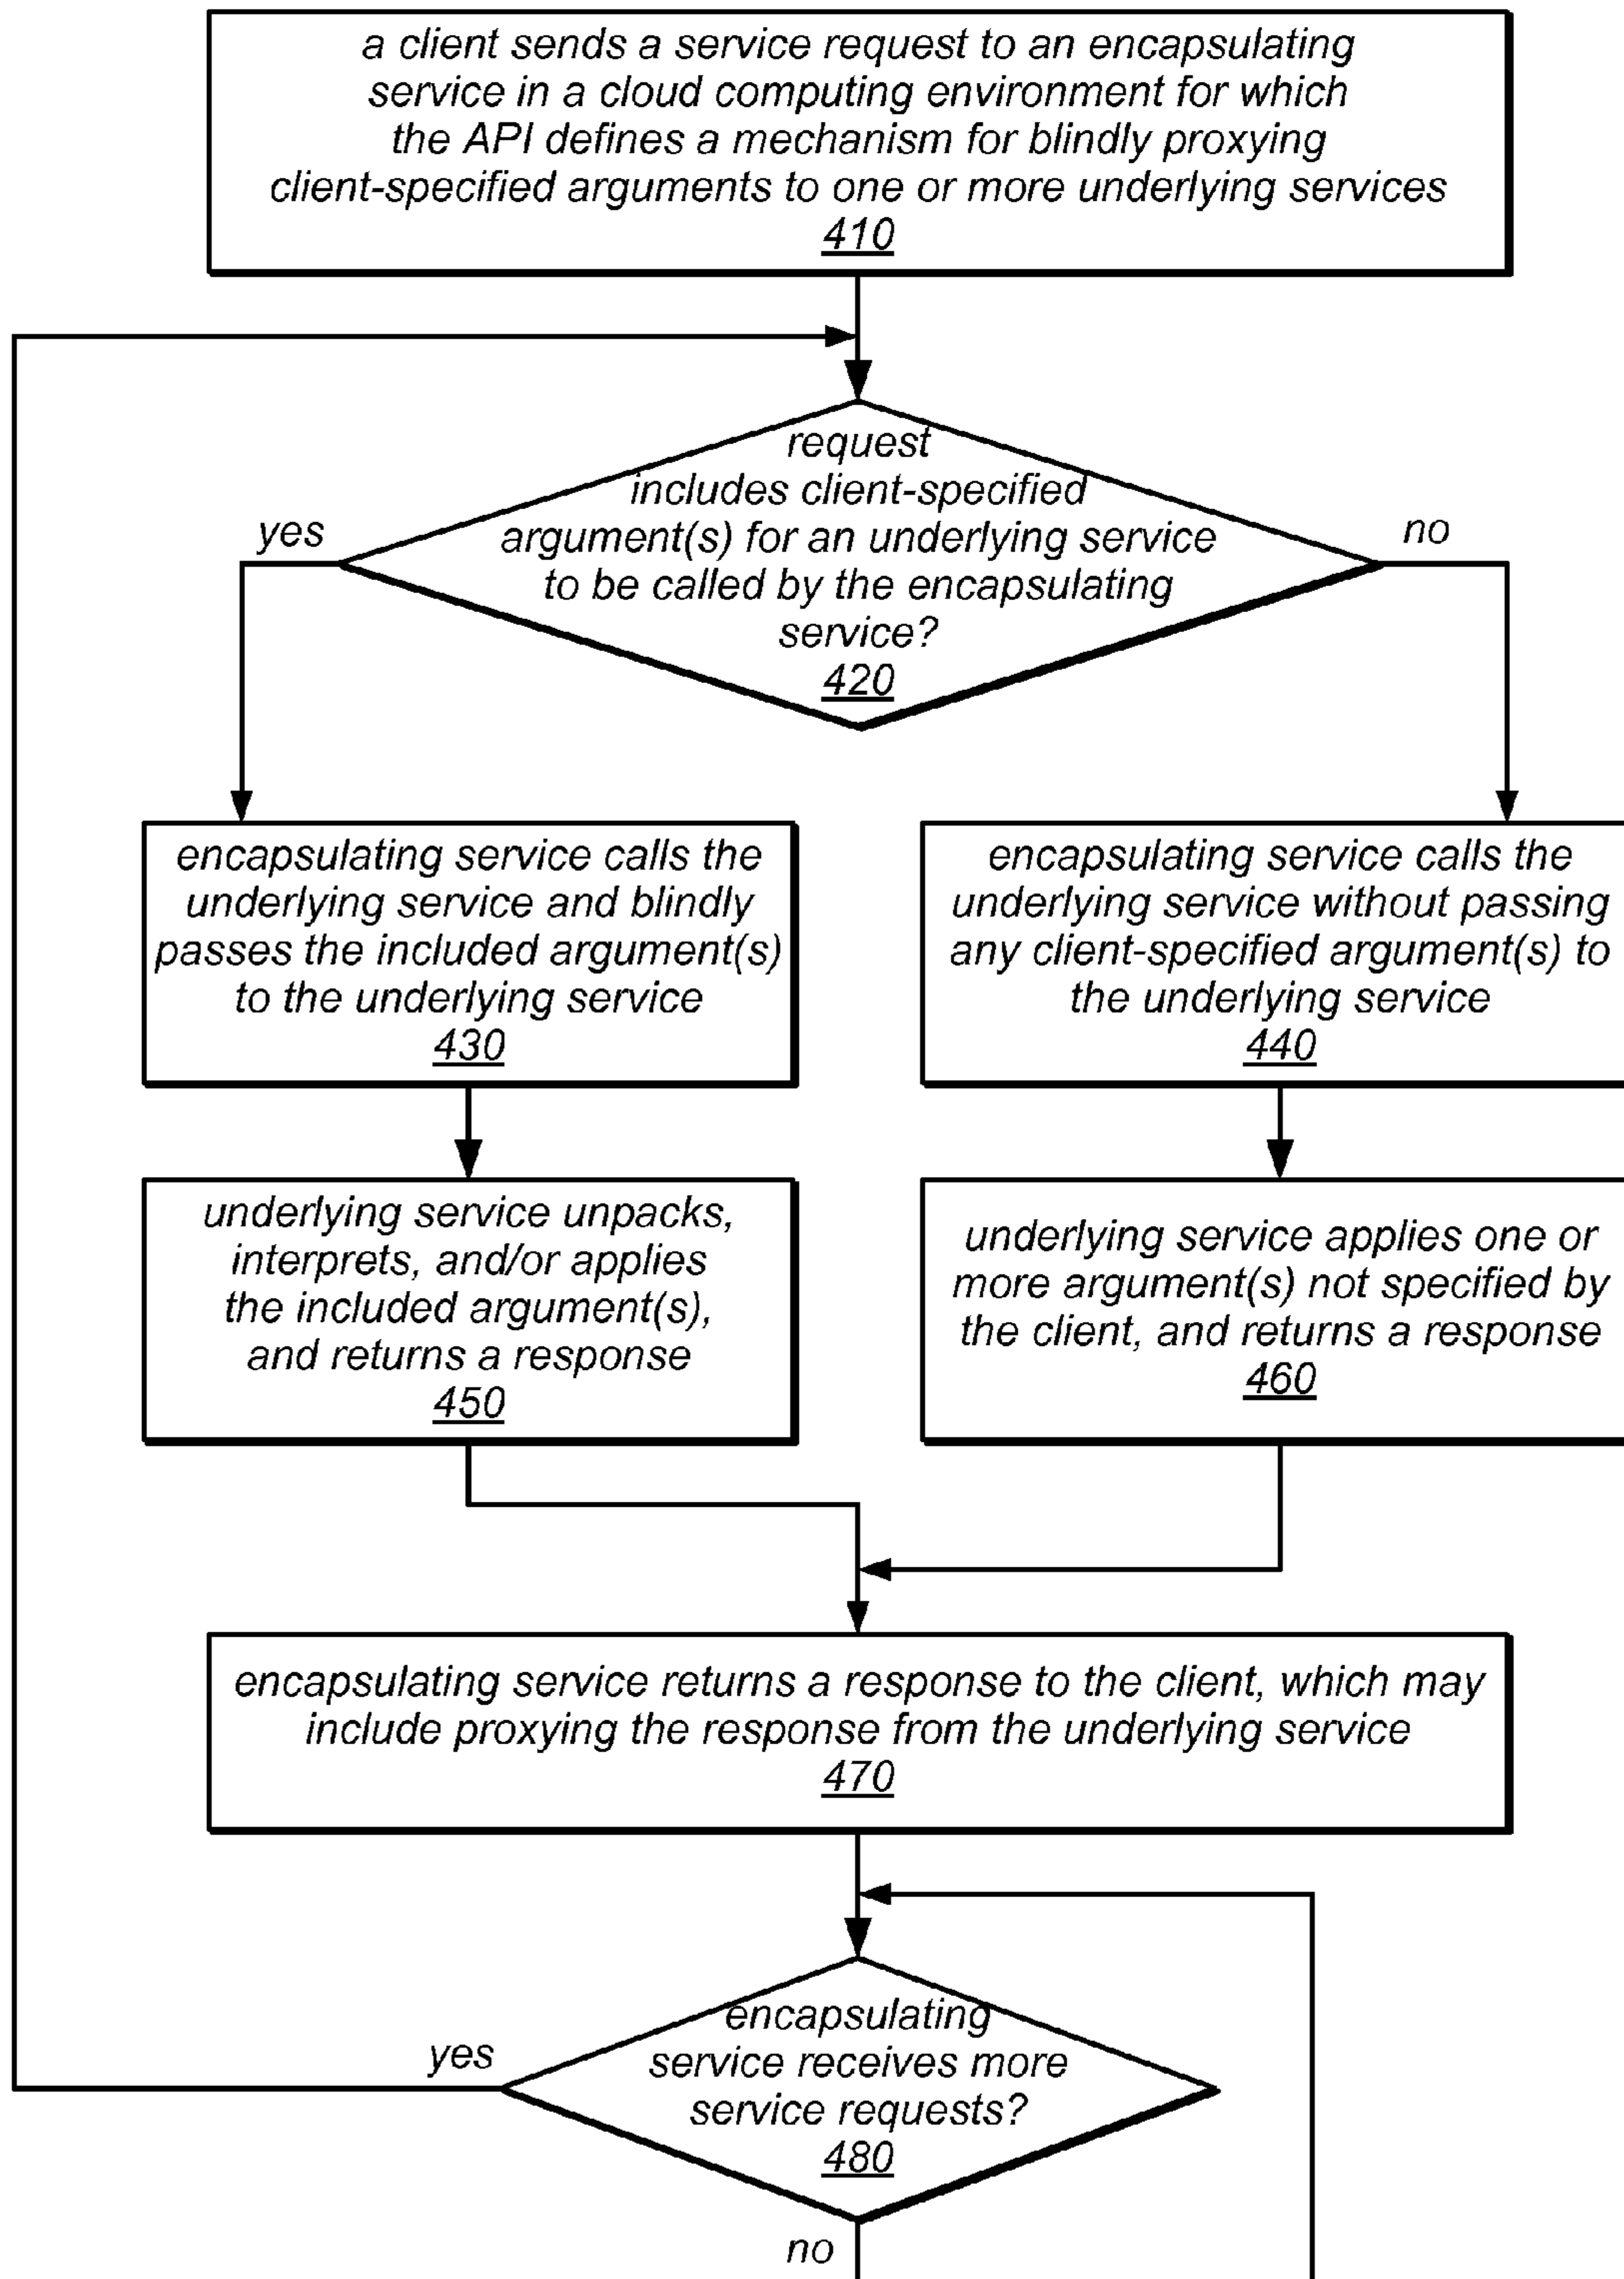 a client sends a service request to an encapsulating
service in a cloud computing environment for which
the API defines a mechanism for blindly proxying
client-specified arguments to one or more underlying services
410
request
includes client-specified
argument(s) for an underlying service
to be called by the encapsulating
service?
420
yes
no
encapsulating service calls the
underlying service and blindly
passes the included argument(s)
to the underlying service
430
encapsulating service calls the
underlying service without passing
any client-specified argument(s) to
the underlying service
440
underlying service unpacks,
interprets, and/or applies
the included argument(s),
and returns a response
450
underlying service applies one or
more argument(s) not specified by
the client, and returns a response
460
encapsulating service returns a response to the client, which may
include proxying the response from the underlying service
470
encapsulating
service receives more
service requests?
480
yes
no